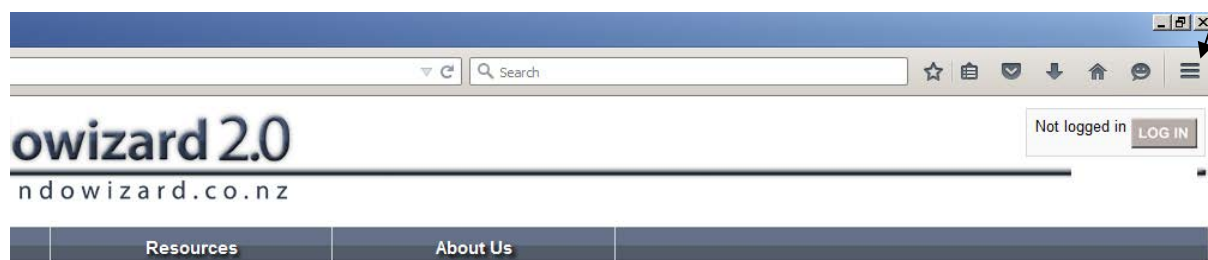 Search
owizard 2.0
Not logged in LOG IN
ndowizard.co.nz
Resources About Us